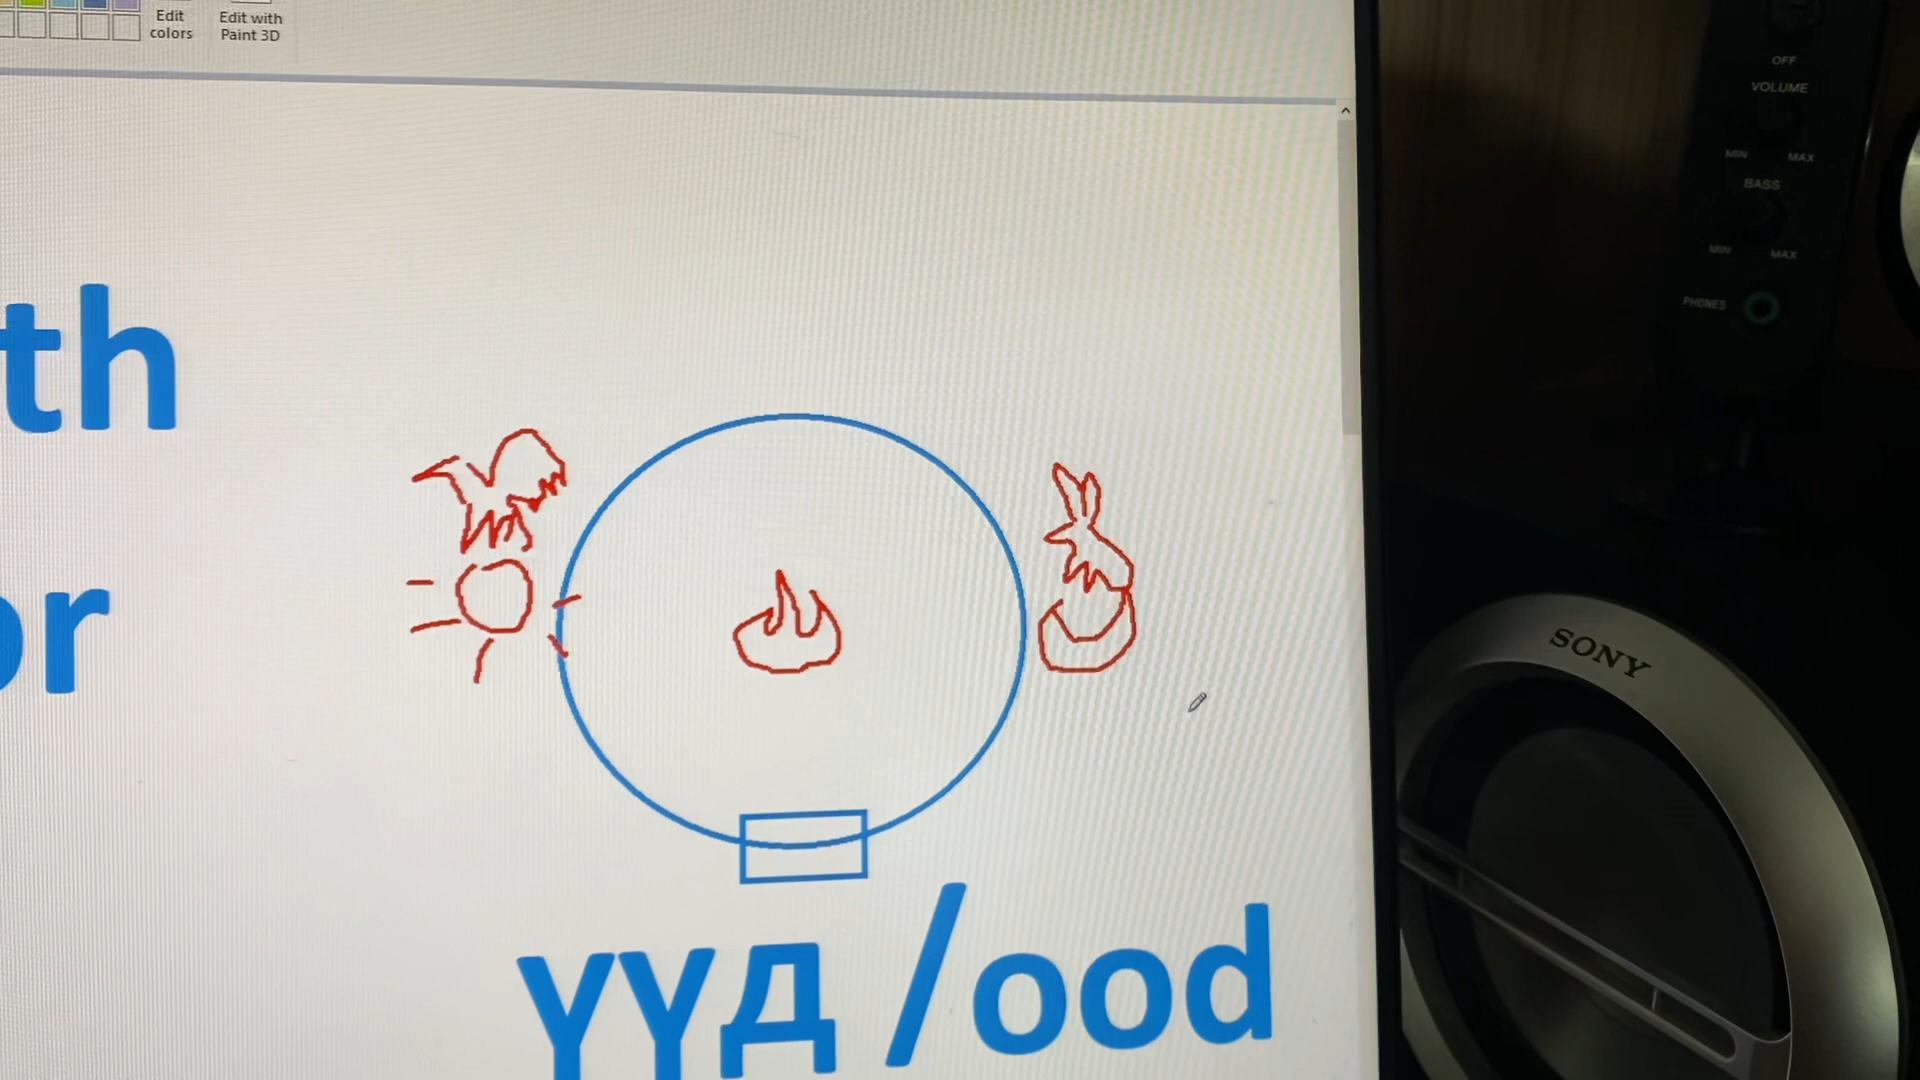 Edit
colors
Edit with
Paint 3D
OFF
VOLUME
MIN MAX
BASS
MIN MAX
PHONES
th
or
SONY
үүд /ood